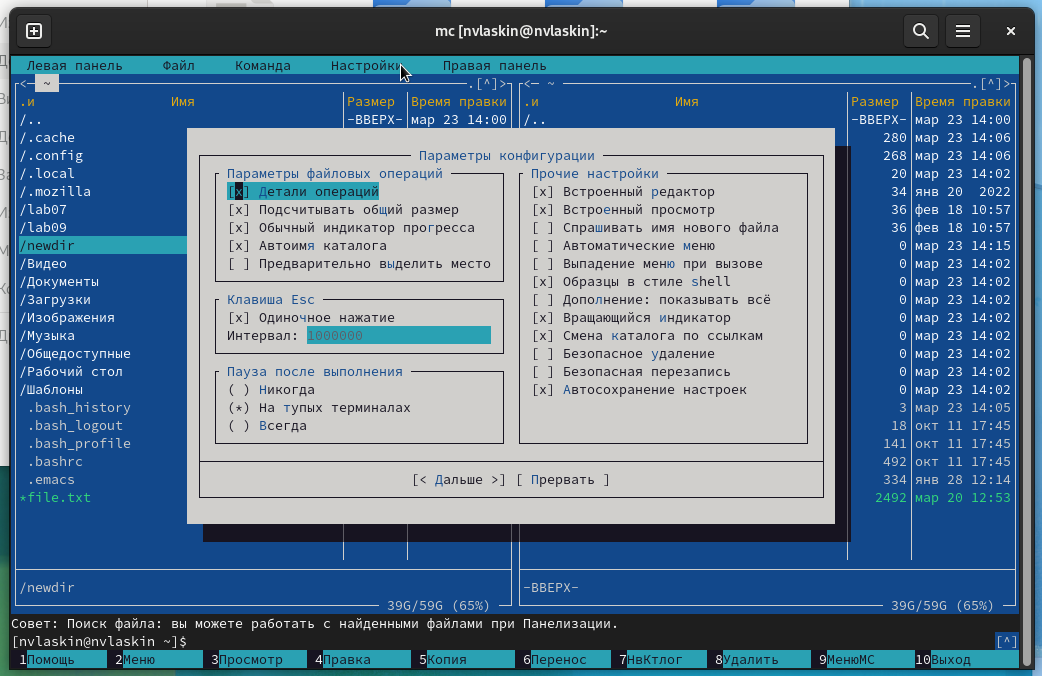 mc [nvlaskin@nvlaskin]:~
Левая панель Файл Команда Настройки Правая панель
<─ ~ .[^]> <─ ~ .[^]>
.и Имя Размер Время правки .и Имя Размер Время правки
/.. -ВВЕРХ- мар 23 14:00 /.. -ВВЕРХ- мар 23 14:00
/.cache 280 мар 23 14:06
Параметры конфигурации
/.config 268 мар 23 14:06
/.local Параметры файловых операций Прочие настройки 20 мар 23 14:02
/.mozilla [x] Детали операций [x] Встроенный редактор 34 янв 20 2022
/lab07 [x] Подсчитывать общий размер [x] Встроенный просмотр 36 фев 18 10:57
/lab09 [x] Обычный индикатор прогресса [ ] Спрашивать имя нового файла 36 фев 18 10:57
/newdir [x] Автоимя каталога [ ] Автоматические меню 0 мар 23 14:15
/Видео [ ] Предварительно выделить место [ ] Выпадение меню при вызове 0 мар 23 14:02
/Документы [x] Образцы в стиле shell 0 мар 23 14:02
/Загрузки Клавиша Esc [ ] Дополнение: показывать всё 0 мар 23 14:02
/Изображения [x] Одиночное нажатие [x] Вращающийся индикатор 0 мар 23 14:02
/Музыка Интервал: 1000000 [x] Смена каталога по ссылкам 0 мар 23 14:02
/Общедоступные [ ] Безопасное удаление 0 мар 23 14:02
/Рабочий стол Пауза после выполнения [ ] Безопасная перезапись 0 мар 23 14:02
/Шаблоны ( ) Никогда [x] Автосохранение настроек 0 мар 23 14:02
.bash_history (*) На тупых терминалах 3 мар 23 14:05
.bash_logout ( ) Всегда 18 окт 11 17:45
.bash_profile 141 окт 11 17:45
.bashrc 492 окт 11 17:45
.emacs [< Дальше >] [ Прервать ] 334 янв 28 12:14
*file.txt 2492 мар 20 12:53
/newdir -ВВЕРХ-
39G/59G (65%) 39G/59G (65%)
Совет: Поиск файла: вы можете работать с найденными файлами при Панелизации.
[nvlaskin@nvlaskin ~]$ [^]
1Помощь 2Меню 3Просмотр 4Правка 5Копия 6Перенос 7НвКтлог 8Удалить 9МенюМС 10Выход